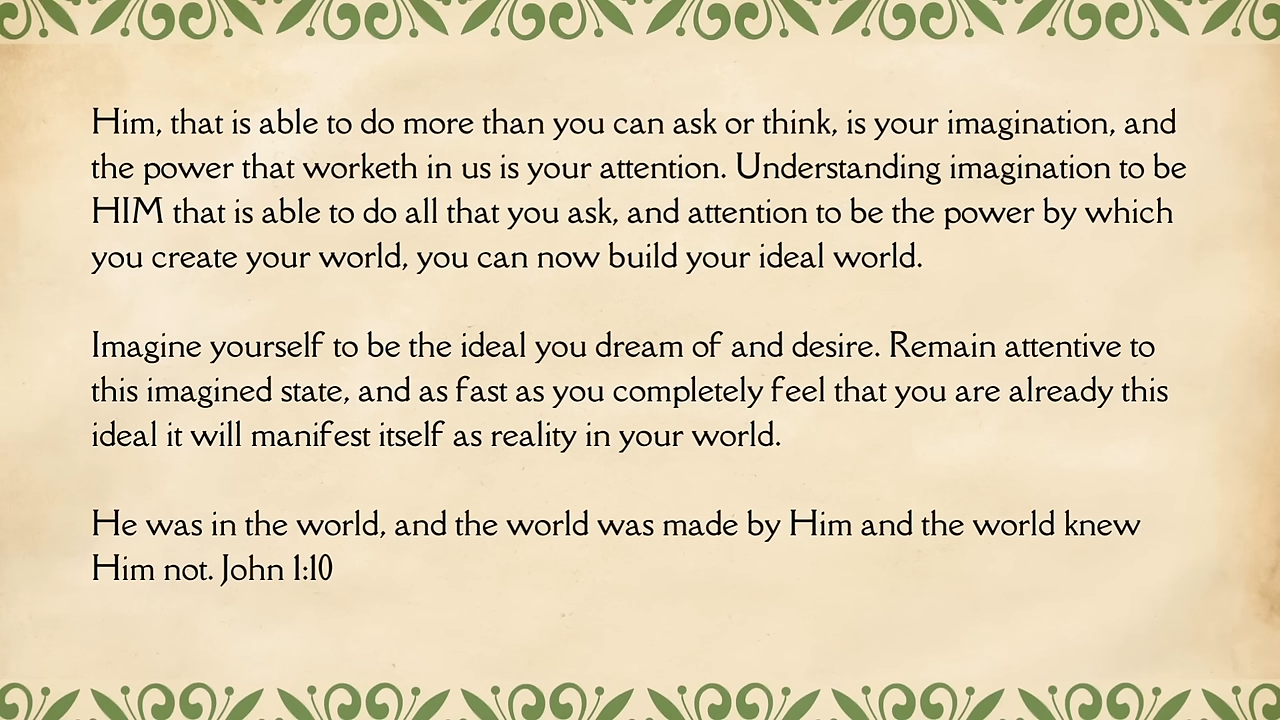 Him, that is able to do more than you can ask or think, is your imagination, and
the power that worketh in us is your attention. Understanding imagination to be
HIM that is able to do all that you ask, and attention to be the power by which
you create your world, you can now build your ideal world.
Imagine yourself to be the ideal you dream of and desire. Remain attentive to
this imagined state, and as fast as you completely feel that you are already this
ideal it will manifest itself as reality in your world.
He was in the world, and the world was made by Him and the world knew
Him not. John 1:10